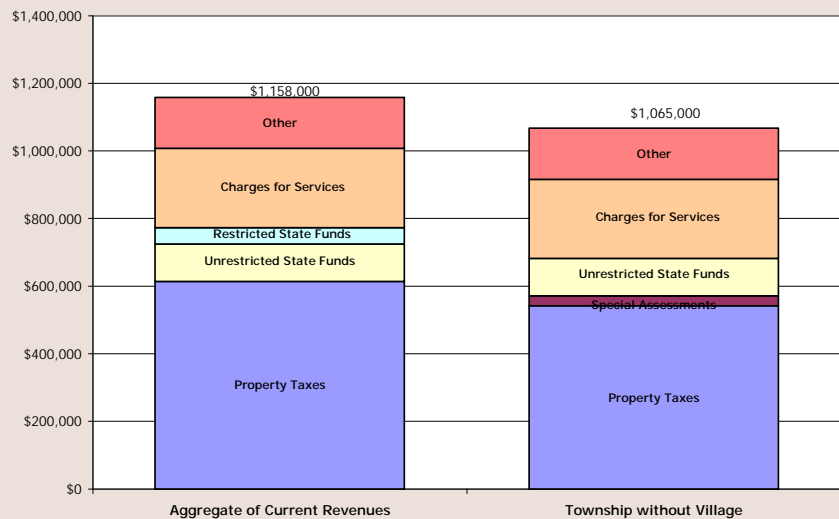 $1,400,000
$1,200,000
$1,000,000
$800,000
$600,000
$400,000
$200,000
$0
$1,158,000
Other
Charges for Services
Restricted State Funds
Unrestricted State Funds
Property Taxes
$1,065,000
Other
Charges for Services
Unrestricted State Funds
Special Assessments
Property Taxes
Aggregate of Current Revenues
Township without Village